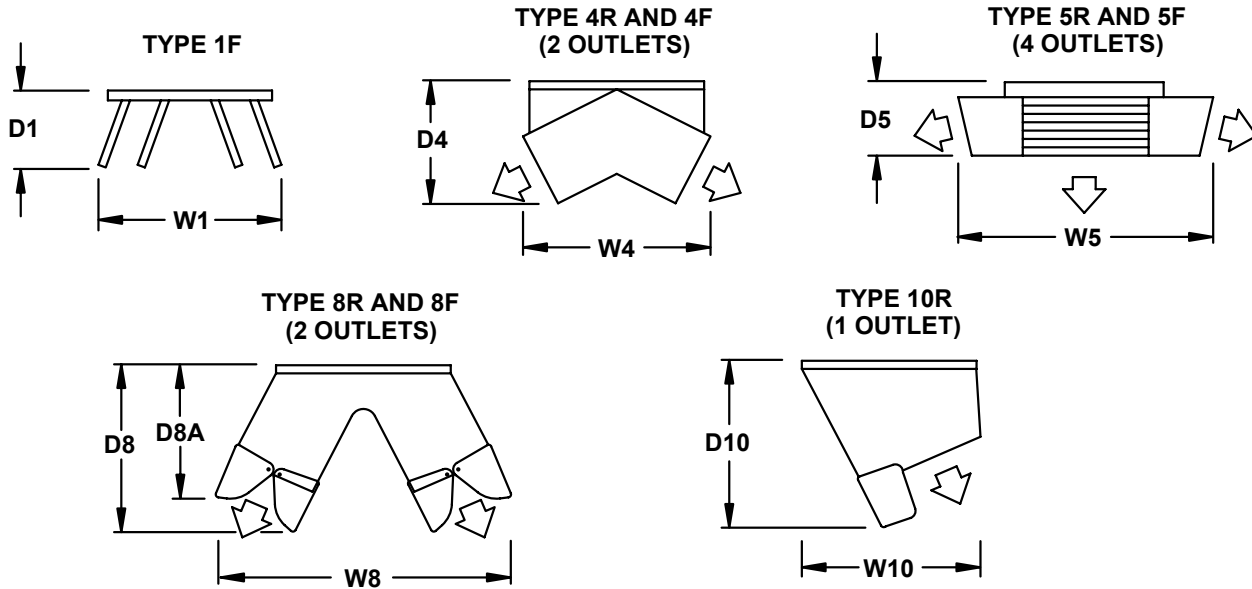 TYPE 1F
D1
W1
TYPE 4R AND 4F
(2 OUTLETS)
D4
W4
TYPE 5R AND 5F
(4 OUTLETS)
D5
W5
TYPE 8R AND 8F
(2 OUTLETS)
D8
D8A
W8
TYPE 10R
(1 OUTLET)
D10
W10